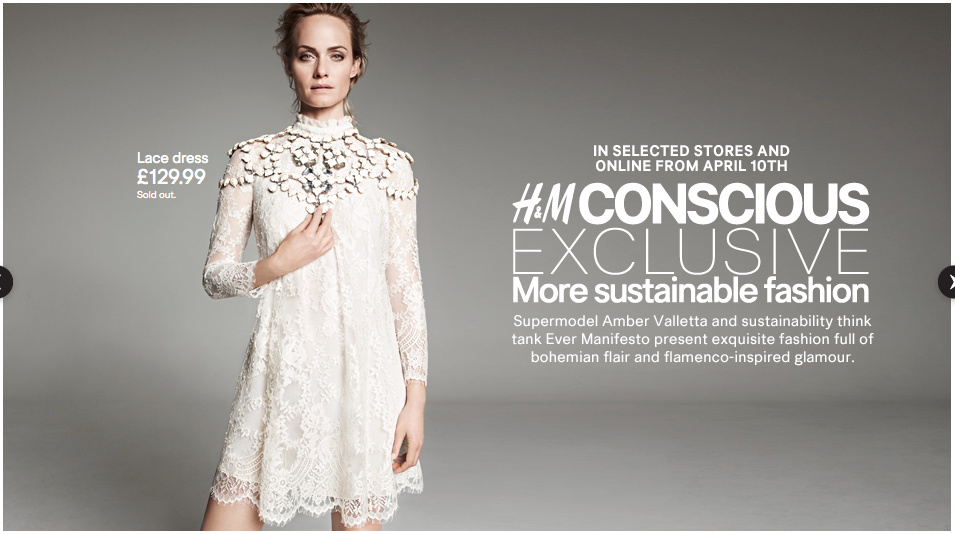 Lace dress
£129.99
Sold out.
IN SELECTED STORES AND
ONLINE FROM APRIL 10TH
H&M CONSCIOUS
EXCLUSIVE
More sustainable fashion
Supermodel Amber Valletta and sustainability think
tank Ever Manifesto present exquisite fashion full of
bohemian flair and flamenco-inspired glamour.